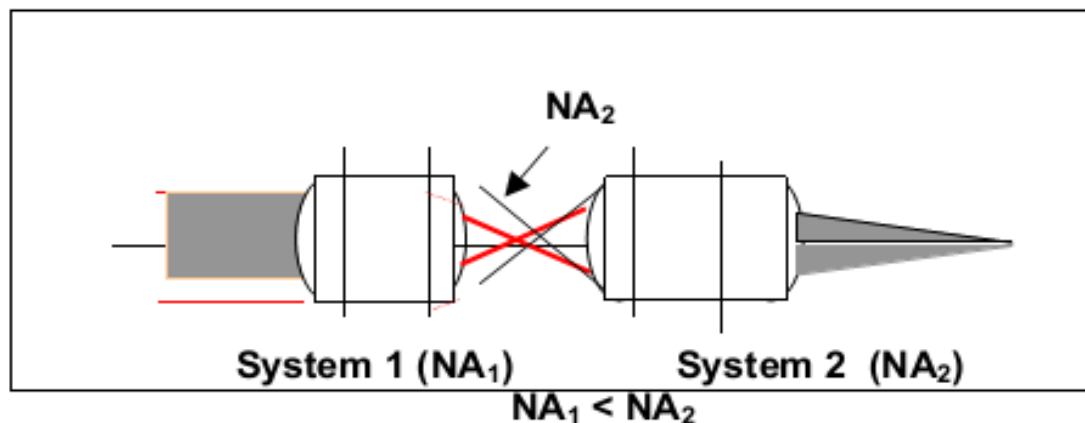 NA₂
System 1 (NA₁) System 2 (NA₂)
NA₁ < NA₂